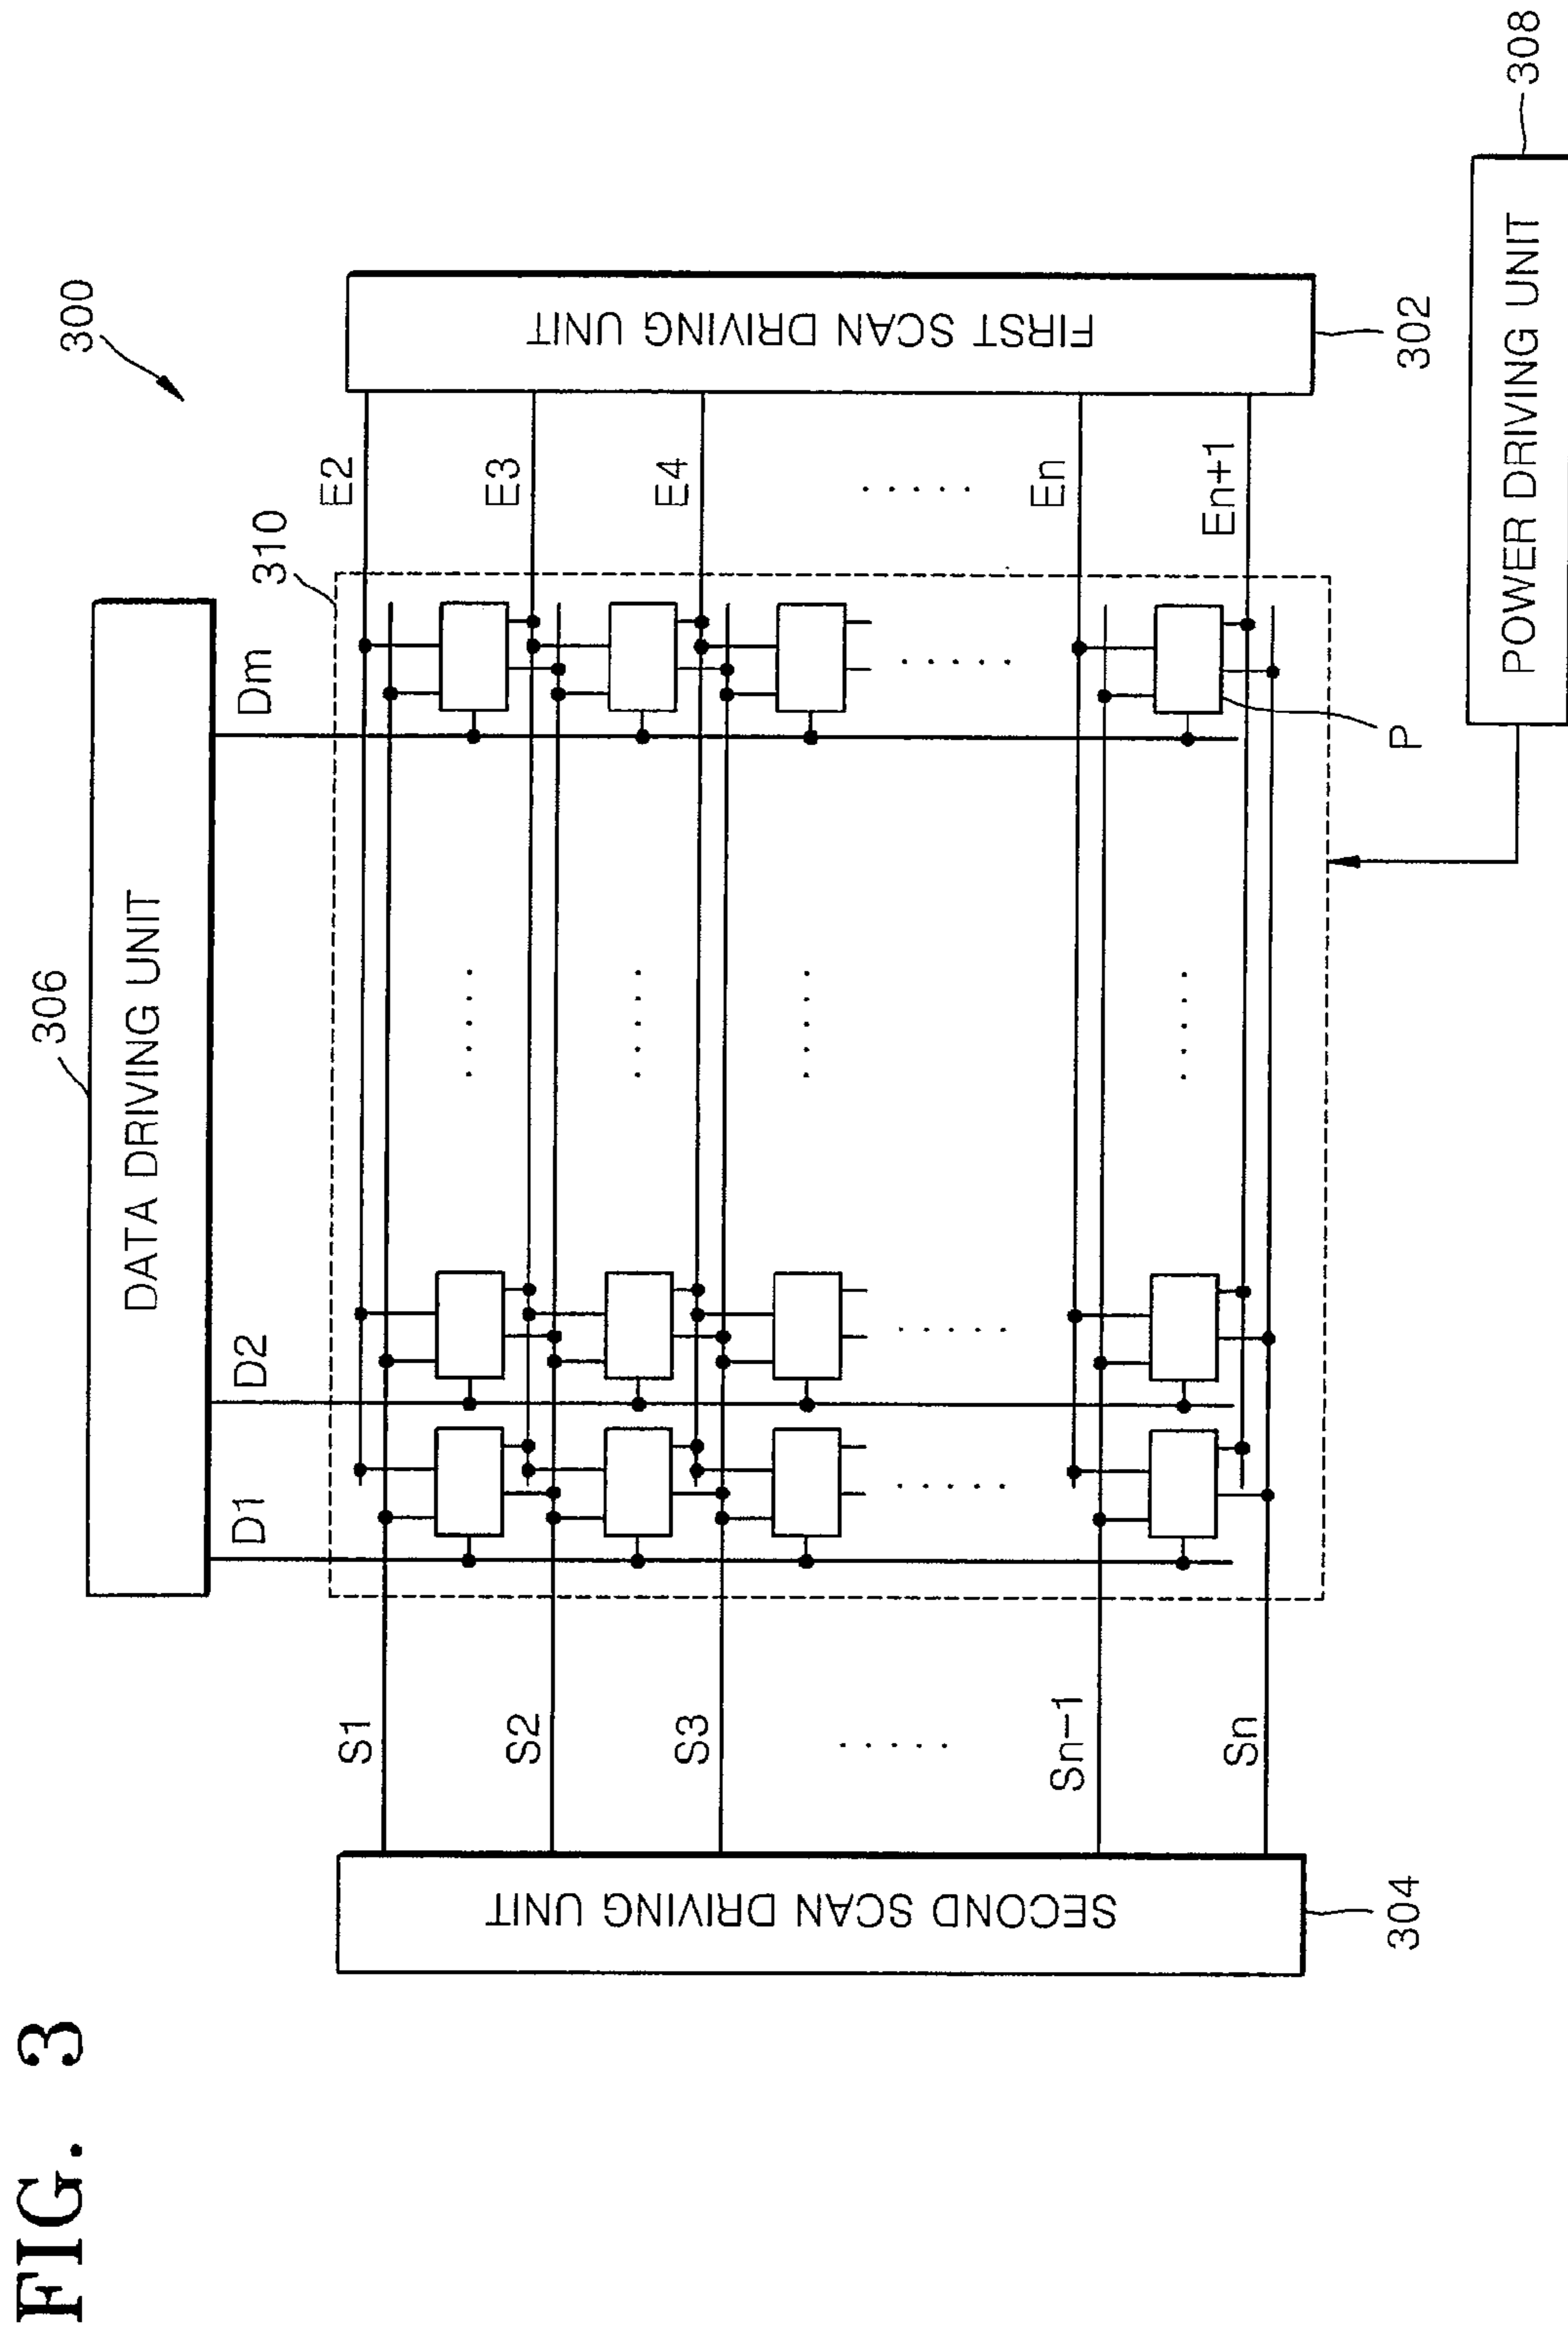 FIG. 3
300
306
DATA DRIVING UNIT
D1
D2
Dm
310
S1
E2
S2
E3
S3
E4
.....
.....
Sn-1
En
Sn
En+1
SECOND SCAN DRIVING UNIT
FIRST SCAN DRIVING UNIT
P
304
302
POWER DRIVING UNIT
308